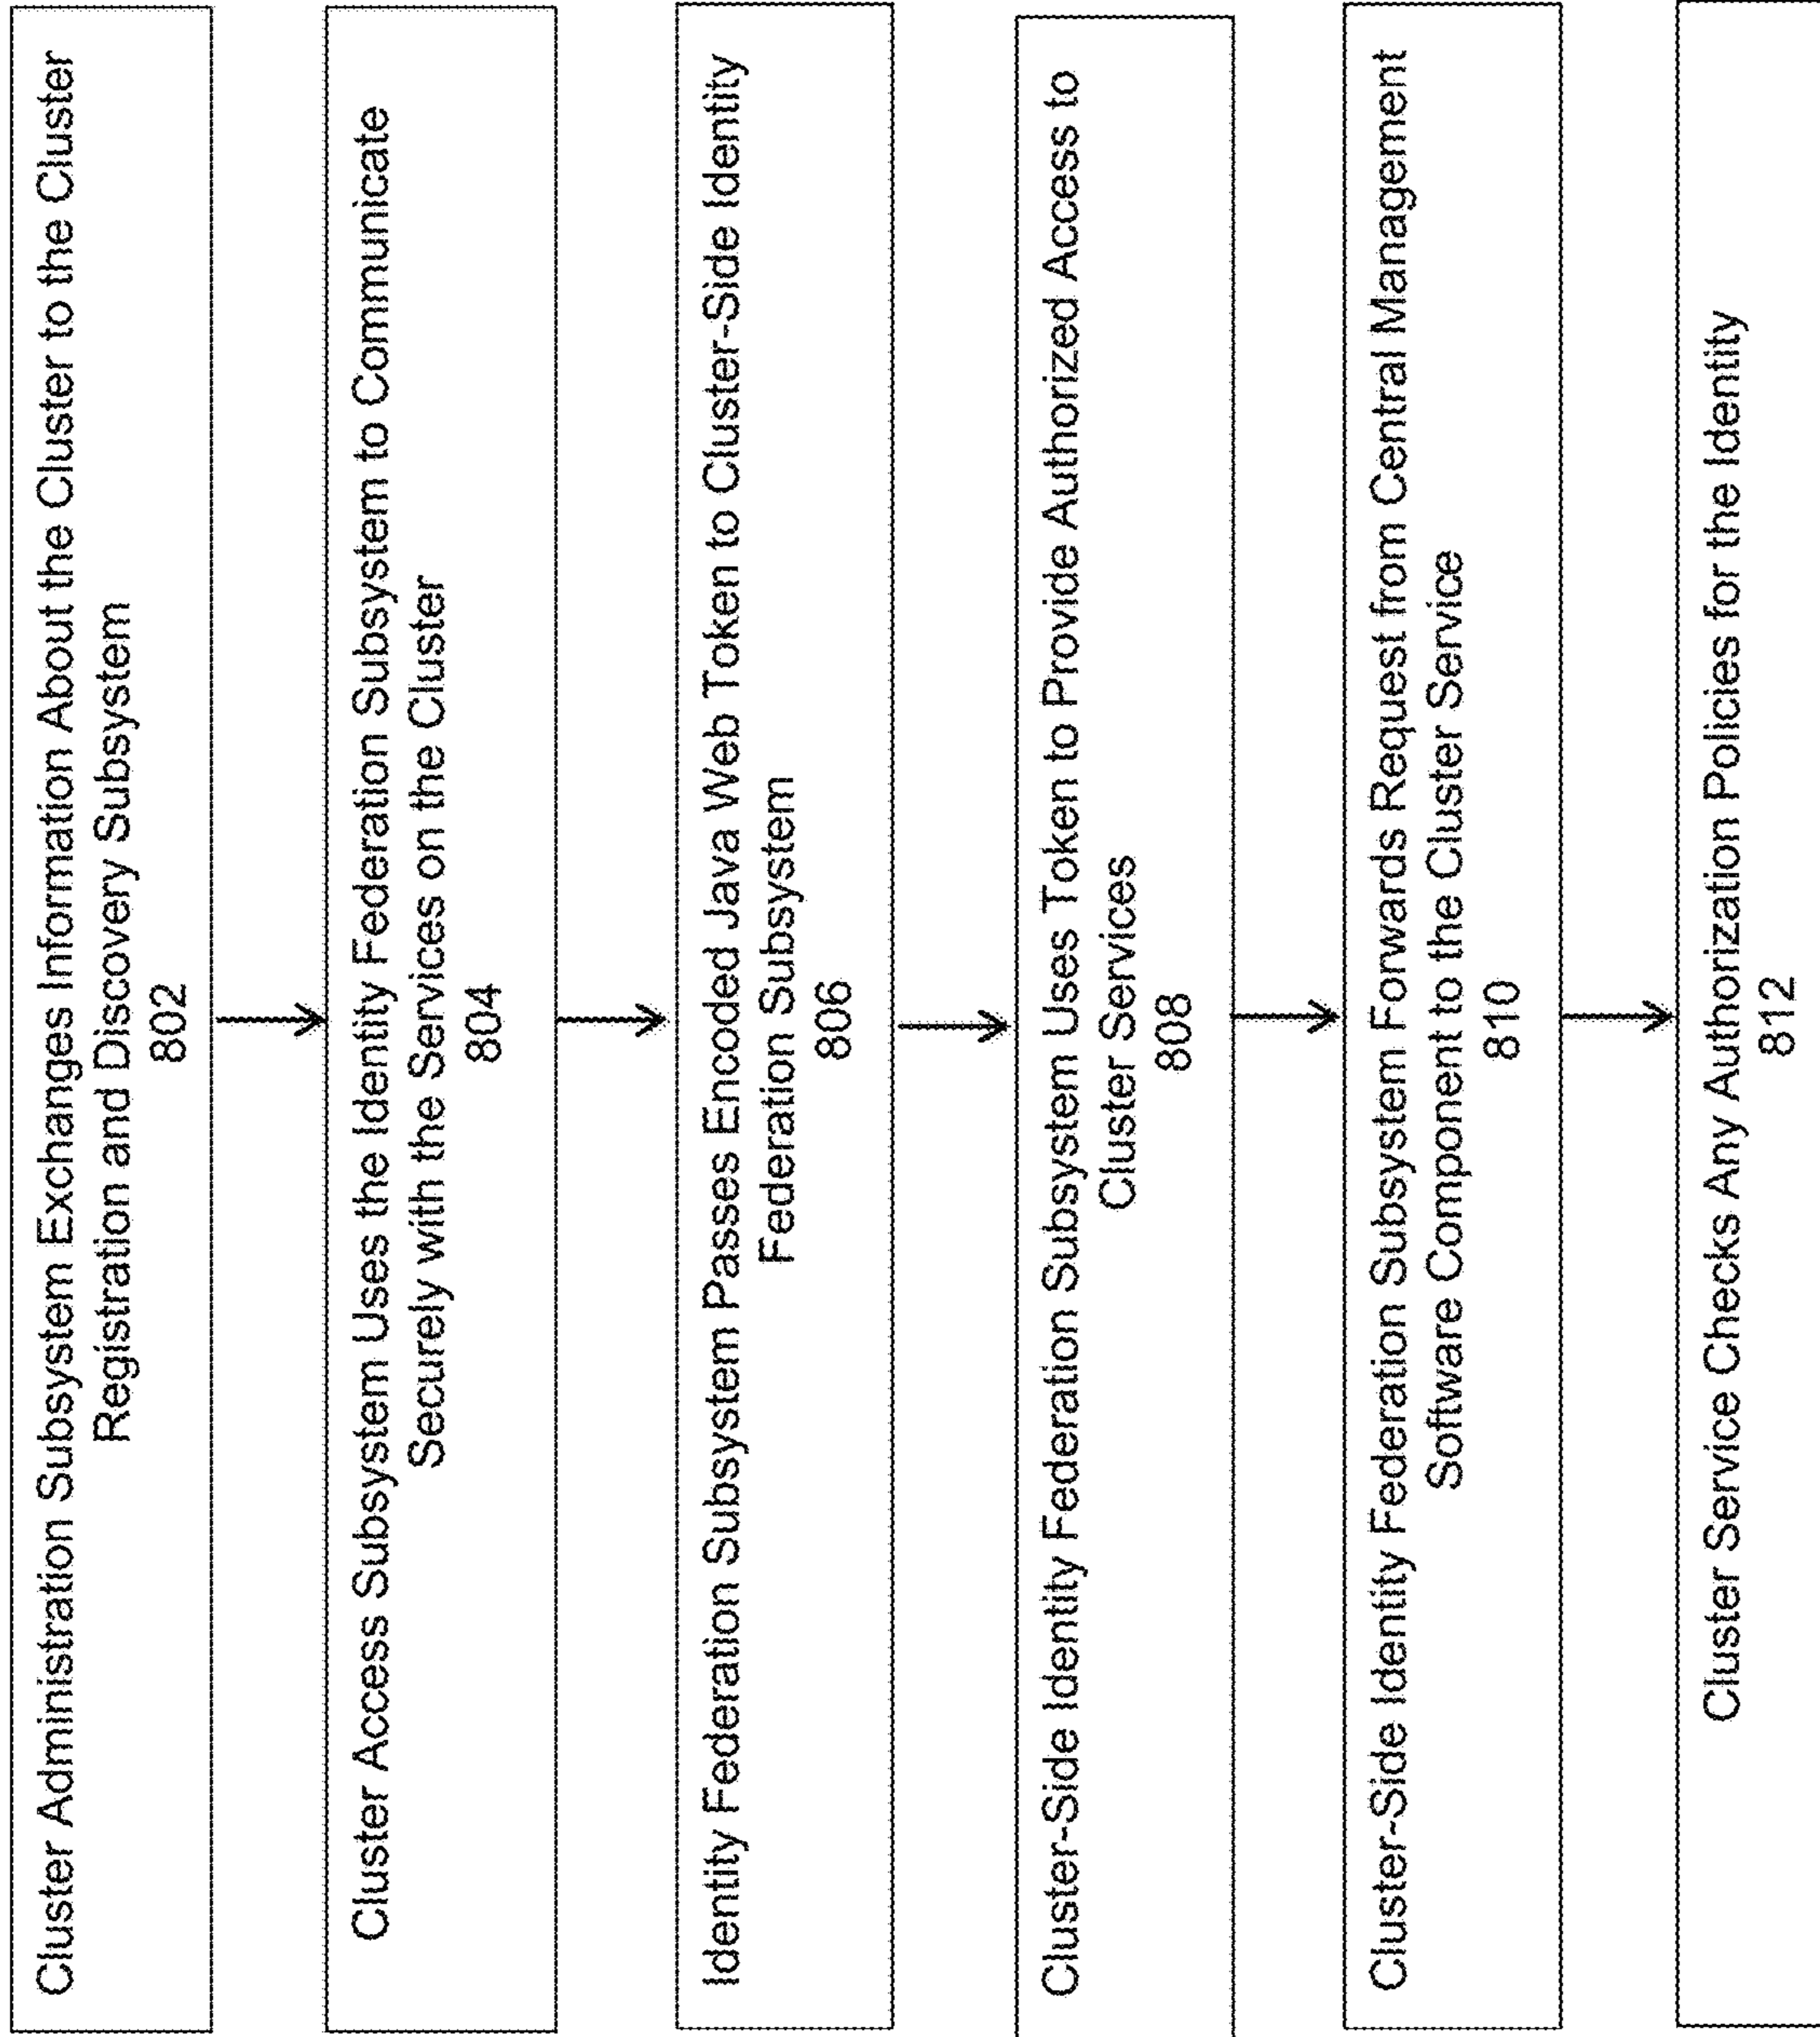 Cluster Administration Subsystem Exchanges Information About the Cluster to the Cluster
Registration and Discovery Subsystem
802
Cluster Access Subsystem Uses the Identity Federation Subsystem to Communicate
Securely with the Services on the Cluster
804
Identity Federation Subsystem Passes Encoded Java Web Token to Cluster-Side Identity
Federation Subsystem
806
Cluster-Side Identity Federation Subsystem Uses Token to Provide Authorized Access to
Cluster Services
808
Cluster-Side Identity Federation Subsystem Forwards Request from Central Management
Software Component to the Cluster Service
810
Cluster Service Checks Any Authorization Policies for the Identity
812